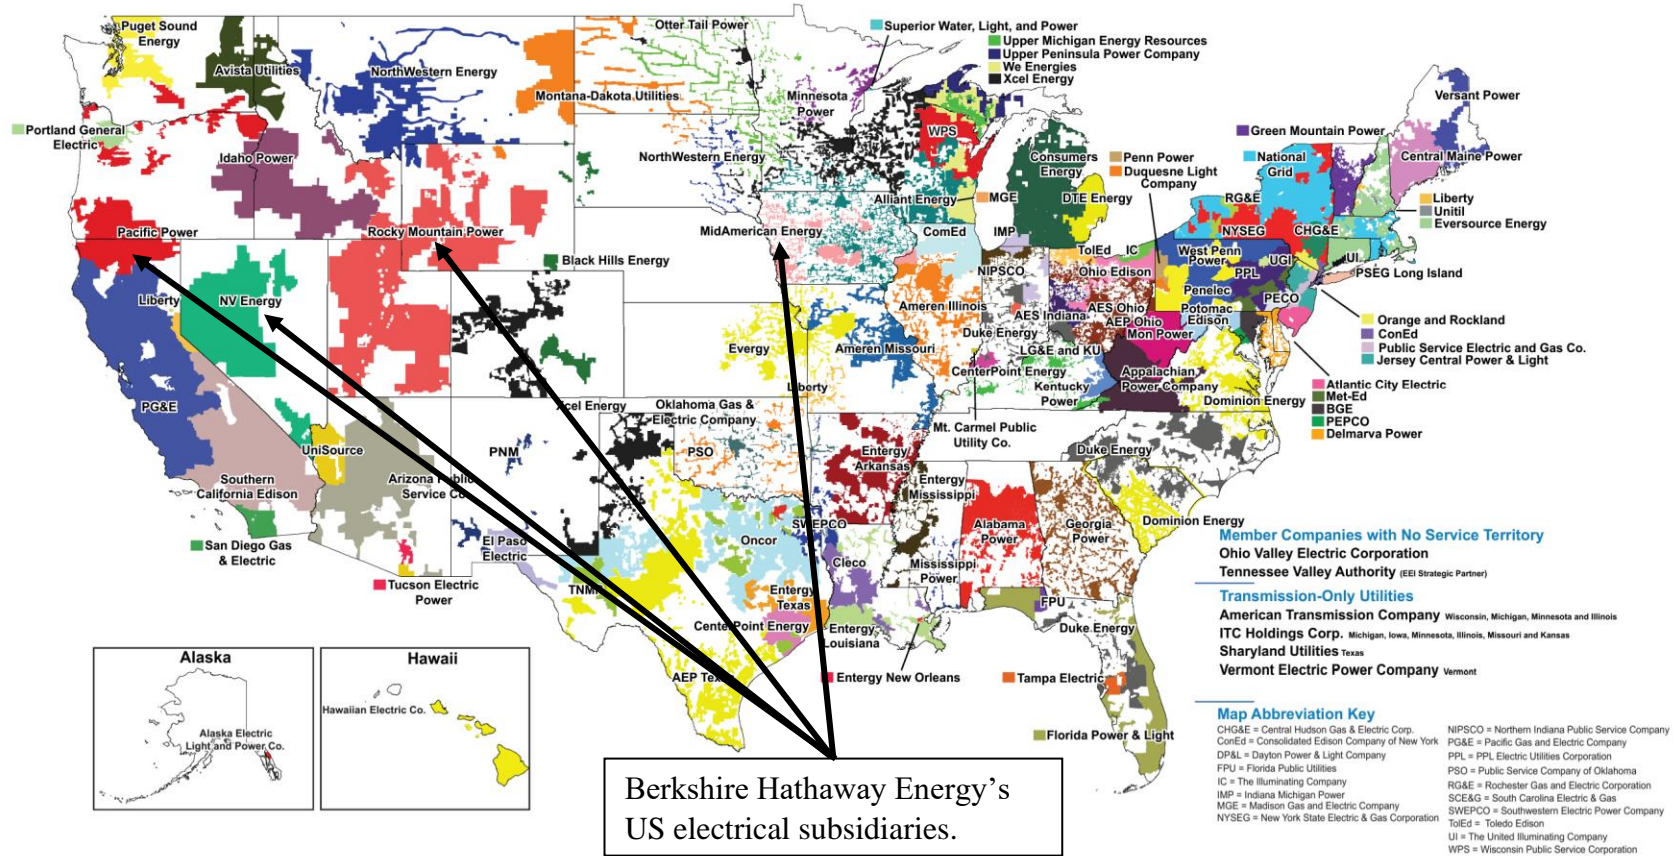 Puget Sound
Energy
Avista Utilities
NorthWestern Energy
Montana-Dakota Utilities
Otter Tail Power
Minnesota
Power
Superior Water, Light, and Power
Upper Michigan Energy Resources
Upper Peninsula Power Company
We Energies
Xcel Energy
Portland General
Electric
Idaho Power
NorthWestern Energy
WPS
Consumers
Energy
Penn Power
Duquesne Light
Company
Green Mountain Power
National
Grid
Versant Power
Central Maine Power
Liberty
Unitil
Eversource Energy
Pacific Power
Rocky Mountain Power
MidAmerican Energy
Alliant Energy
MGE
DTE Energy
RG&E
NYSEG
CHG&E
ComEd
IMP
TolEd
IC
West Penn
Power
UGI
UI
PSEG Long Island
Black Hills Energy
NIPSCO
Ohio Edison
PPL
Penelec
PECO
Liberty
NV Energy
Ameren Illinois
AES Indiana
AES Ohio
AEP Ohio
Potomac
Edison
Mon Power
Duke Energy
Orange and Rockland
ConEd
Public Service Electric and Gas Co.
Jersey Central Power & Light
Evergy
Ameren Missouri
LG&E and KU
CenterPoint Energy
Kentucky
Power
Appalachian
Power Company
Dominion Energy
Atlantic City Electric
Met-Ed
BGE
PEPCO
Delmarva Power
PG&E
Liberty
Xcel Energy
Oklahoma Gas &
Electric Company
Mt. Carmel Public
Utility Co.
UniSource
PNM
PSO
Entergy
Arkansas
Duke Energy
Southern
California Edison
Arizona Public
Service Co.
Entergy
Mississippi
San Diego Gas
& Electric
El Paso
Electric
Oncor
SWEPCO
Alabama
Power
Georgia
Power
Dominion Energy
Tucson Electric
Power
TNMP
Cleco
Mississippi
Power
Entergy
Texas
FPU
CenterPoint Energy
Entergy
Louisiana
Duke Energy
AEP Texas
Entergy New Orleans
Tampa Electric
Florida Power & Light
Member Companies with No Service Territory
Ohio Valley Electric Corporation
Tennessee Valley Authority (EEI Strategic Partner)
Transmission-Only Utilities
American Transmission Company Wisconsin, Michigan, Minnesota and Illinois
ITC Holdings Corp. Michigan, Iowa, Minnesota, Illinois, Missouri and Kansas
Sharyland Utilities Texas
Vermont Electric Power Company Vermont
Alaska
Alaska Electric
Light and Power Co.
Hawaii
Hawaiian Electric Co.
Berkshire Hathaway Energy's
US electrical subsidiaries.
Map Abbreviation Key
CHG&E = Central Hudson Gas & Electric Corp.
ConEd = Consolidated Edison Company of New York
DP&L = Dayton Power & Light Company
FPU = Florida Public Utilities
IC = The Illuminating Company
IMP = Indiana Michigan Power
MGE = Madison Gas and Electric Company
NYSEG = New York State Electric & Gas Corporation
NIPSCO = Northern Indiana Public Service Company
PG&E = Pacific Gas and Electric Company
PPL = PPL Electric Utilities Corporation
PSO = Public Service Company of Oklahoma
RG&E = Rochester Gas and Electric Corporation
SCE&G = South Carolina Electric & Gas
SWEPCO = Southwestern Electric Power Company
TolEd = Toledo Edison
UI = The United Illuminating Company
WPS = Wisconsin Public Service Corporation